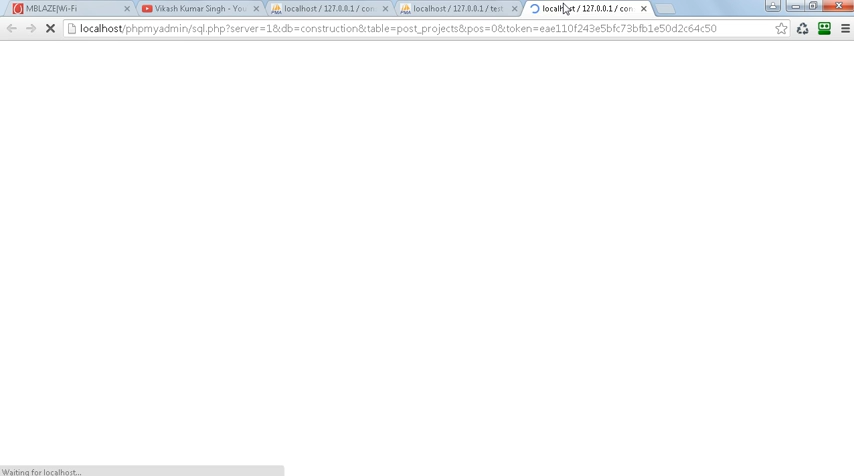 MBLAZE|Wi-Fi
Vikash Kumar Singh - You
localhost / 127.0.0.1 / con
localhost / 127.0.0.1 / test
localhost / 127.0.0.1 / con
localhost/phpmyadmin/sql.php?server=1&db=construction&table=post_projects&pos=0&token=eae110f243e5bfc73bfb1e50d2c64c50
Waiting for localhost...